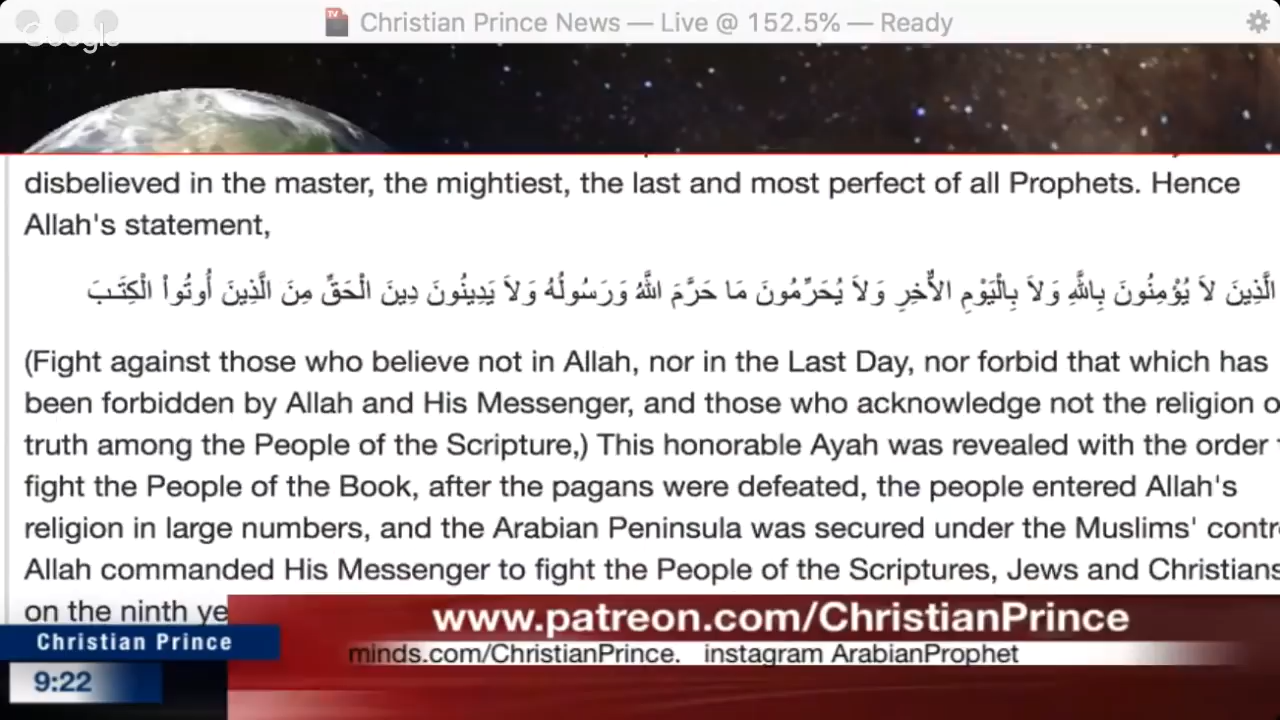 Christian Prince News — Live @ 152.5% — Ready
Google
disbelieved in the master, the mightiest, the last and most perfect of all Prophets. Hence
Allah's statement,
الَّذِينَ لاَ يُؤْمِنُونَ بِاللَّهِ وَلاَ بِالْيَوْمِ الأٌّخِرِ وَلاَ يُحَرِّمُونَ مَا حَرَّمَ اللَّهُ وَرَسُولُهُ وَلاَ يَدِينُونَ دِينَ الْحَقِّ مِنَ الَّذِينَ أُوتُواْ الْكِتَـبَ
(Fight against those who believe not in Allah, nor in the Last Day, nor forbid that which has
been forbidden by Allah and His Messenger, and those who acknowledge not the religion o
truth among the People of the Scripture,) This honorable Ayah was revealed with the order
fight the People of the Book, after the pagans were defeated, the people entered Allah's
religion in large numbers, and the Arabian Peninsula was secured under the Muslims' contr
Allah commanded His Messenger to fight the People of the Scriptures, Jews and Christians
on the ninth ye
www.patreon.com/ChristianPrince
Christian Prince
minds.com/ChristianPrince. instagram ArabianProphet
9:22